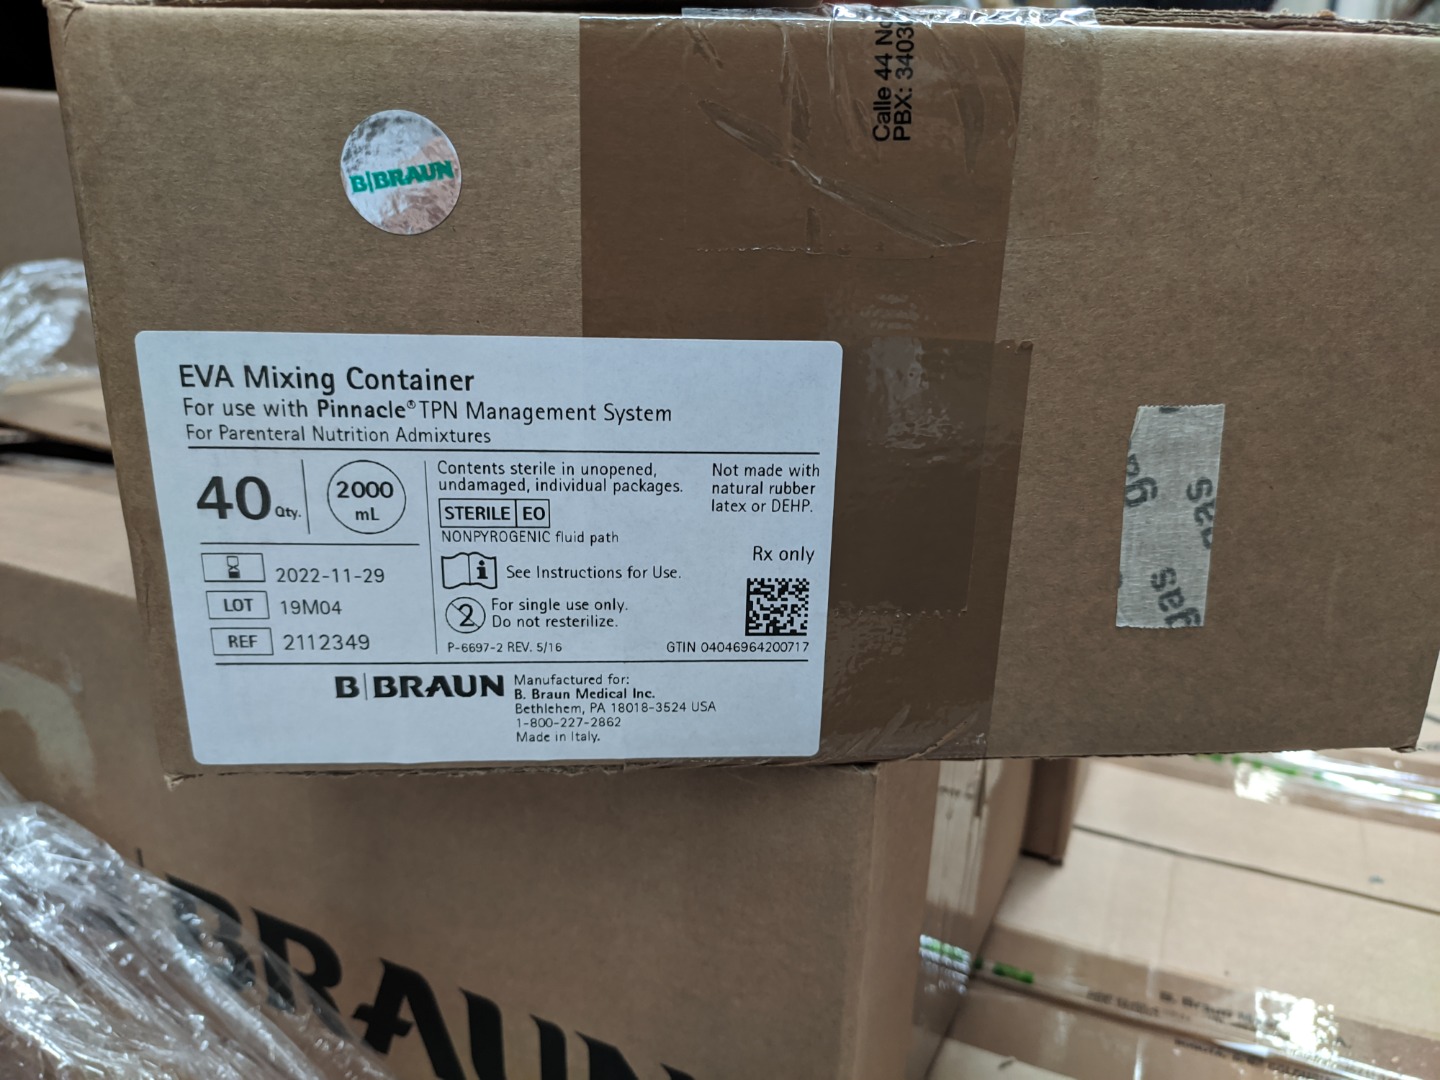 Calle 44 No
PBX: 3403
B|BRAUN
EVA Mixing Container
For use with Pinnacle® TPN Management System
For Parenteral Nutrition Admixtures
40 Qty.
2000
mL
Contents sterile in unopened,
undamaged, individual packages.
STERILE EO
NONPYROGENIC fluid path
Not made with
natural rubber
latex or DEHP.
Rx only
2022-11-29
LOT 19M04
REF 2112349
i See Instructions for Use.
2 For single use only.
Do not resterilize.
P-6697-2 REV. 5/16
GTIN 04046964200717
B|BRAUN
Manufactured for:
B. Braun Medical Inc.
Bethlehem, PA 18018-3524 USA
1-800-227-2862
Made in Italy.
BRAUN